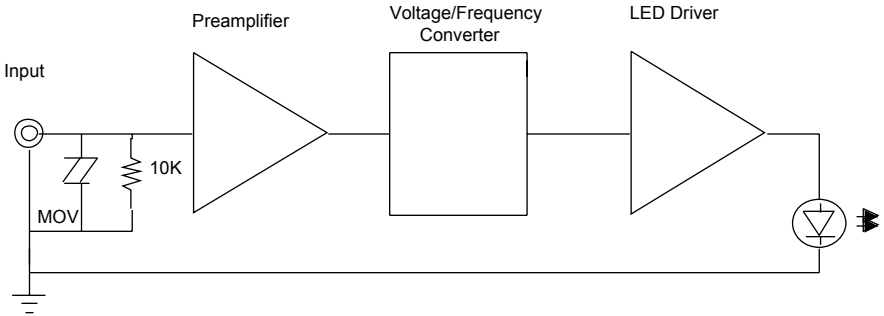 Preamplifier
Voltage/Frequency
Converter
LED Driver
Input
10K
MOV